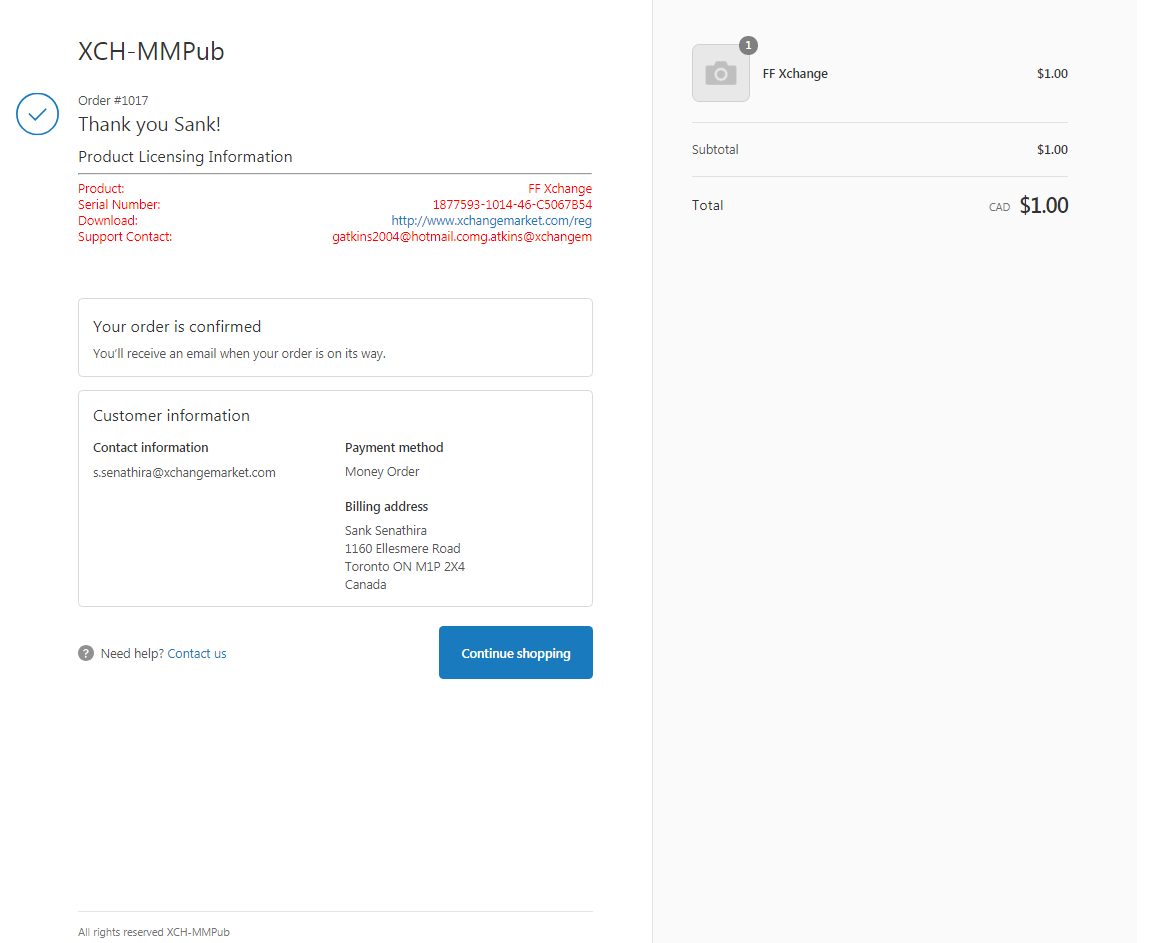 XCH-MMPub
Order #1017
Thank you Sank!
Product Licensing Information
Product: FF Xchange
Serial Number: 1877593-1014-46-C5067B54
Download: http://www.xchangemarket.com/reg
Support Contact: gatkins2004@hotmail.comg.atkins@xchangem
Your order is confirmed
You'll receive an email when your order is on its way.
Customer information
Contact information
s.senathira@xchangemarket.com
Payment method
Money Order
Billing address
Sank Senathira
1160 Ellesmere Road
Toronto ON M1P 2X4
Canada
? Need help? Contact us
Continue shopping
All rights reserved XCH-MMPub
1
FF Xchange $1.00
Subtotal $1.00
Total CAD $1.00